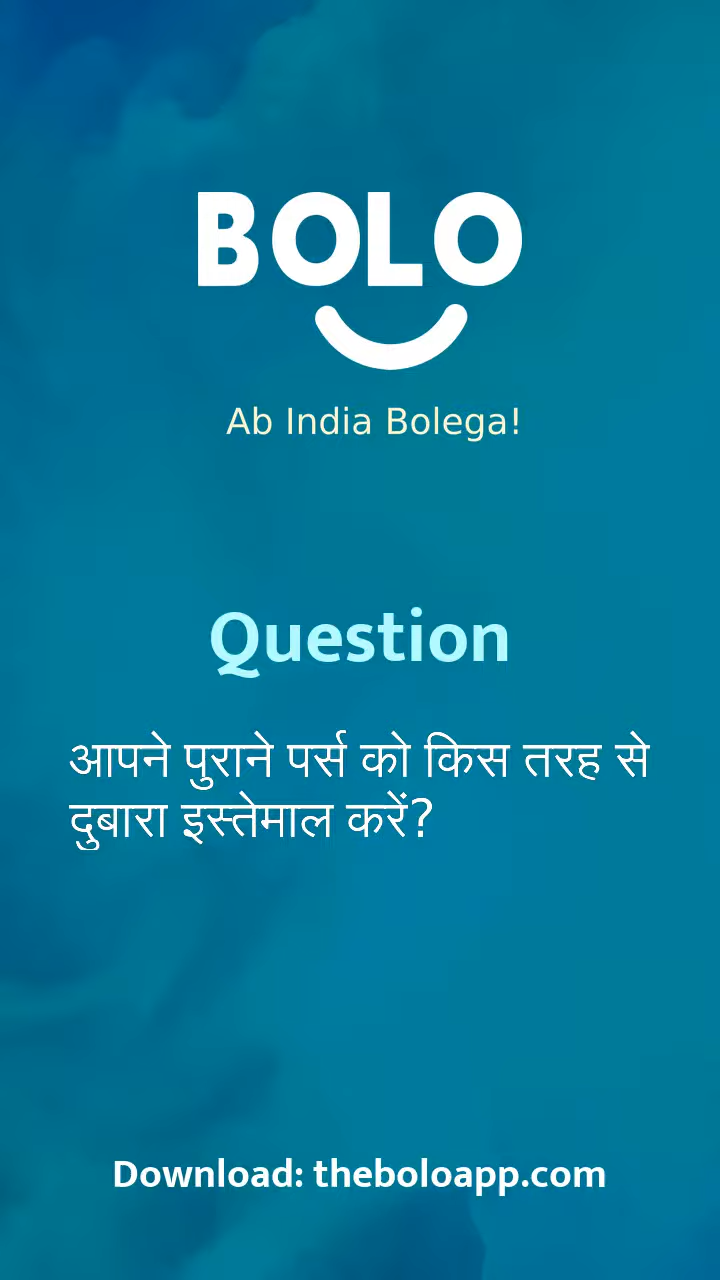 BOLO
Ab India Bolega!
Question
आपने पुराने पर्स को किस तरह से
दुबारा इस्तेमाल करें?
Download: theboloapp.com